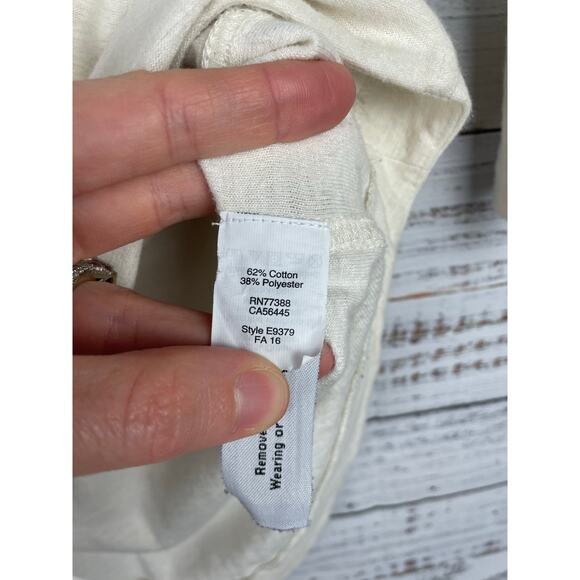 62% Cotton
38% Polyester
RN77388
CA56445
Style E9379
FA 16
Remove
Wearing or